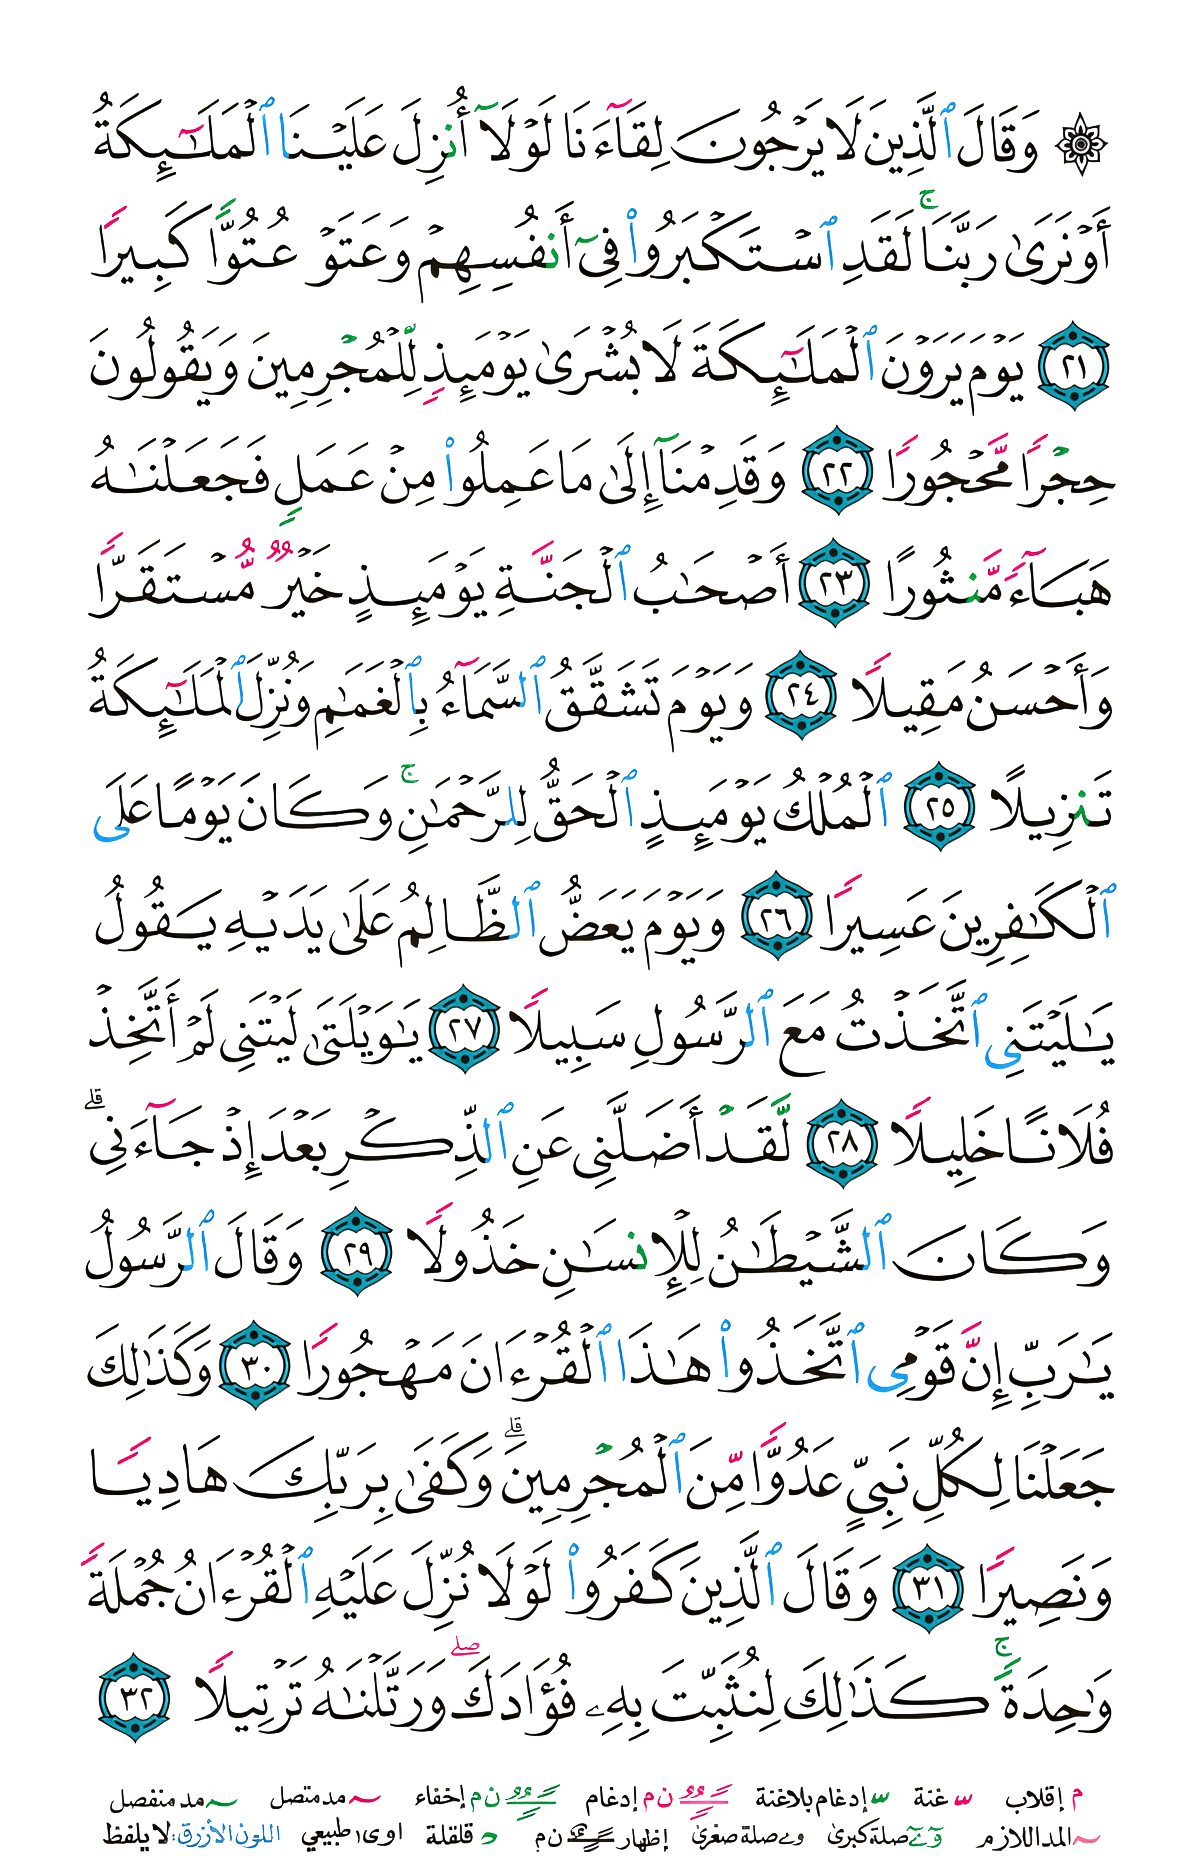 ۞ وَقَالَ ٱلَّذِينَ لَا يَرْجُونَ لِقَآءَنَا لَوْلَآ أُنزِلَ عَلَيْنَا ٱلْمَلَـٰٓئِكَةُ
أَوْ نَرَىٰ رَبَّنَا ۚ لَقَدِ ٱسْتَكْبَرُوا۟ فِىٓ أَنفُسِهِمْ وَعَتَوْ عُتُوًّا كَبِيرًا
٢١ يَوْمَ يَرَوْنَ ٱلْمَلَـٰٓئِكَةَ لَا بُشْرَىٰ يَوْمَئِذٍ لِّلْمُجْرِمِينَ وَيَقُولُونَ
حِجْرًا مَّحْجُورًا ٢٢ وَقَدِمْنَآ إِلَىٰ مَا عَمِلُوا۟ مِنْ عَمَلٍ فَجَعَلْنَـٰهُ
هَبَآءً مَّنثُورًا ٢٣ أَصْحَـٰبُ ٱلْجَنَّةِ يَوْمَئِذٍ خَيْرٌ مُّسْتَقَرًّا
وَأَحْسَنُ مَقِيلًا ٢٤ وَيَوْمَ تَشَقَّقُ ٱلسَّمَآءُ بِٱلْغَمَـٰمِ وَنُزِّلَ ٱلْمَلَـٰٓئِكَةُ
تَنزِيلًا ٢٥ ٱلْمُلْكُ يَوْمَئِذٍ ٱلْحَقُّ لِلرَّحْمَـٰنِ ۚ وَكَانَ يَوْمًا عَلَى
ٱلْكَـٰفِرِينَ عَسِيرًا ٢٦ وَيَوْمَ يَعَضُّ ٱلظَّالِمُ عَلَىٰ يَدَيْهِ يَقُولُ
يَـٰلَيْتَنِى ٱتَّخَذْتُ مَعَ ٱلرَّسُولِ سَبِيلًا ٢٧ يَـٰوَيْلَتَىٰ لَيْتَنِى لَمْ أَتَّخِذْ
فُلَانًا خَلِيلًا ٢٨ لَّقَدْ أَضَلَّنِى عَنِ ٱلذِّكْرِ بَعْدَ إِذْ جَآءَنِى ۗ
وَكَانَ ٱلشَّيْطَـٰنُ لِلْإِنسَـٰنِ خَذُولًا ٢٩ وَقَالَ ٱلرَّسُولُ
يَـٰرَبِّ إِنَّ قَوْمِى ٱتَّخَذُوا۟ هَـٰذَا ٱلْقُرْءَانَ مَهْجُورًا ٣٠ وَكَذَٰلِكَ
جَعَلْنَا لِكُلِّ نَبِىٍّ عَدُوًّا مِّنَ ٱلْمُجْرِمِينَ ۗ وَكَفَىٰ بِرَبِّكَ هَادِيًا
وَنَصِيرًا ٣١ وَقَالَ ٱلَّذِينَ كَفَرُوا۟ لَوْلَا نُزِّلَ عَلَيْهِ ٱلْقُرْءَانُ جُمْلَةً
وَٰحِدَةً ۚ كَذَٰلِكَ لِنُثَبِّتَ بِهِۦ فُؤَادَكَ ۖ وَرَتَّلْنَـٰهُ تَرْتِيلًا ٣٢
م إقلاب غنة إدغام بلاغنة ن م إدغام ن م إخفاء مد متصل مد منفصل
المد اللازم صلة كبرى وے صلة صغرى إظهار ن م قلقلة اوى طبيعي اللون الأزرق: لا يلفظ